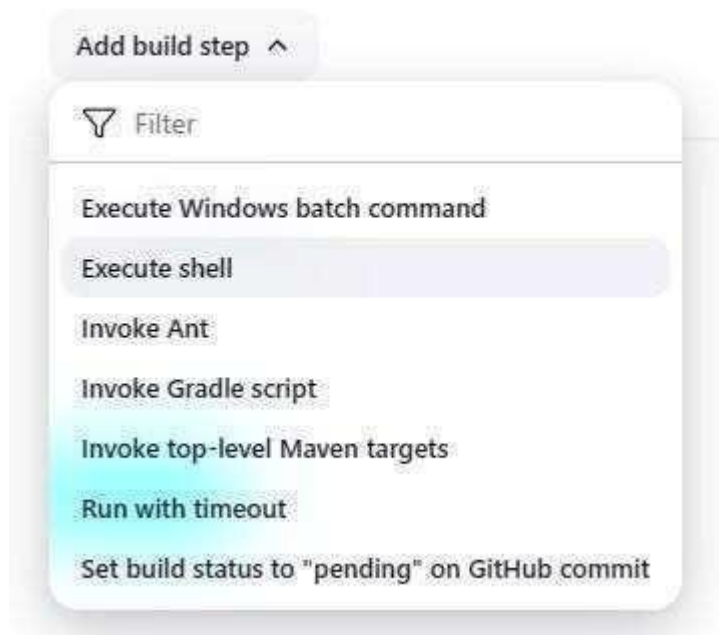 Add build step
Filter
Execute Windows batch command
Execute shell
Invoke Ant
Invoke Gradle script
Invoke top-level Maven targets
Run with timeout
Set build status to "pending" on GitHub commit